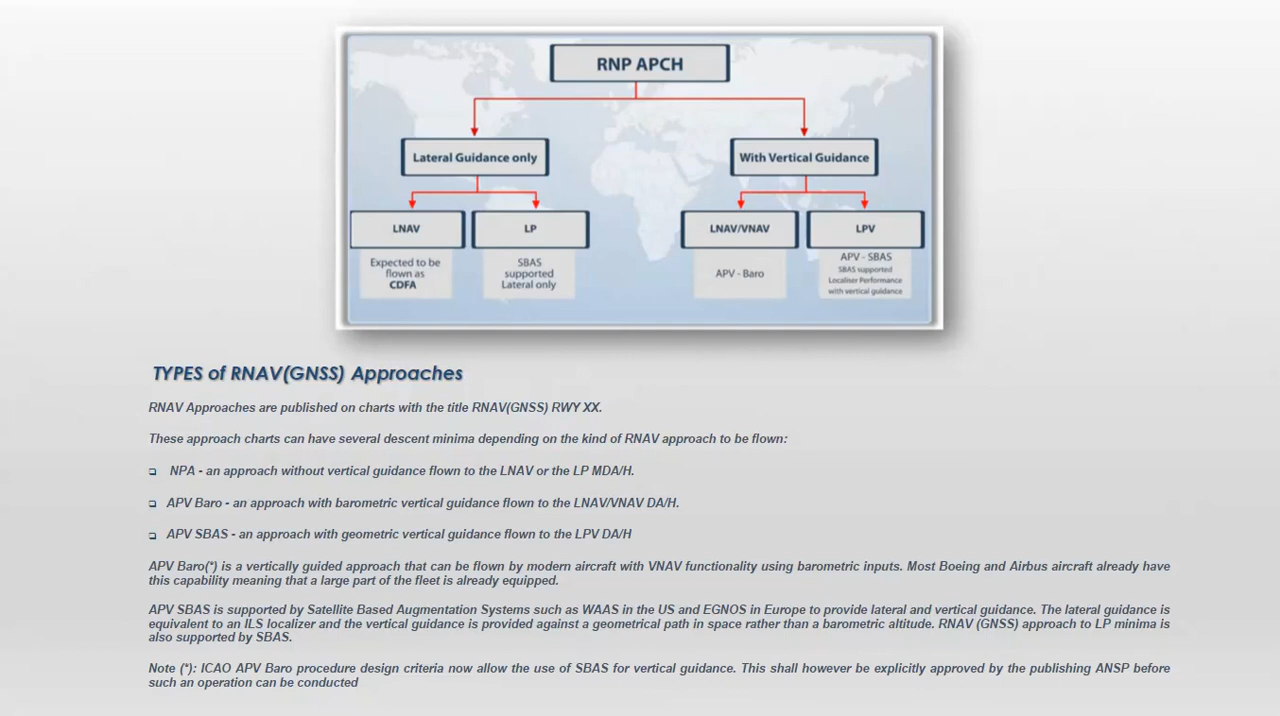 RNP APCH
Lateral Guidance only
With Vertical Guidance
LNAV
LP
LNAV/VNAV
LPV
Expected to be
flown as
CDFA
SBAS
supported
Lateral only
APV - Baro
APV - SBAS
SBAS supported
Localiser Performance
with vertical guidance
TYPES of RNAV(GNSS) Approaches
RNAV Approaches are published on charts with the title RNAV(GNSS) RWY XX.
These approach charts can have several descent minima depending on the kind of RNAV approach to be flown:
NPA - an approach without vertical guidance flown to the LNAV or the LP MDA/H.
APV Baro - an approach with barometric vertical guidance flown to the LNAV/VNAV DA/H.
APV SBAS - an approach with geometric vertical guidance flown to the LPV DA/H
APV Baro(*) is a vertically guided approach that can be flown by modern aircraft with VNAV functionality using barometric inputs. Most Boeing and Airbus aircraft already have
this capability meaning that a large part of the fleet is already equipped.
APV SBAS is supported by Satellite Based Augmentation Systems such as WAAS in the US and EGNOS in Europe to provide lateral and vertical guidance. The lateral guidance is
equivalent to an ILS localizer and the vertical guidance is provided against a geometrical path in space rather than a barometric altitude. RNAV (GNSS) approach to LP minima is
also supported by SBAS.
Note (*): ICAO APV Baro procedure design criteria now allow the use of SBAS for vertical guidance. This shall however be explicitly approved by the publishing ANSP before
such an operation can be conducted